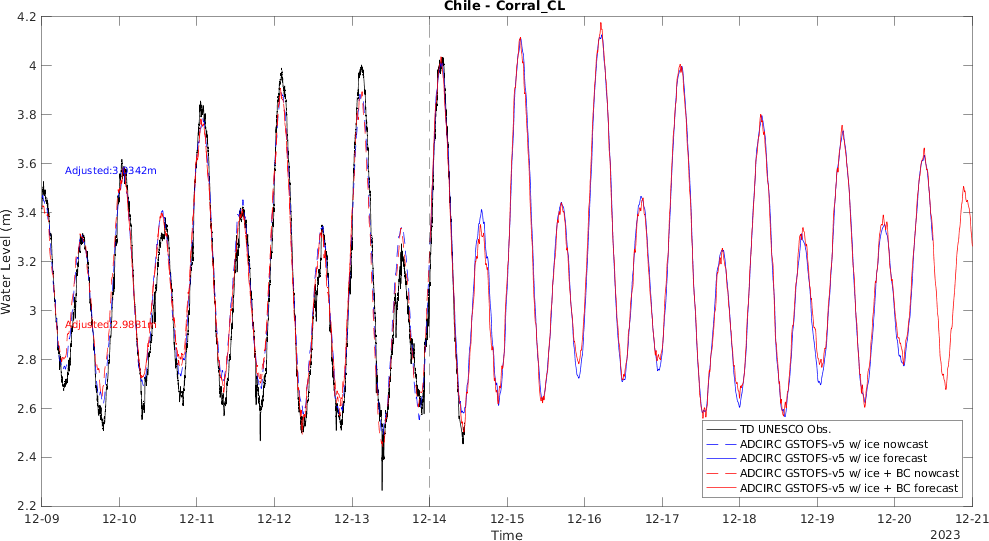 Chile - Corral_CL
4.2
4
3.8
3.6
3.4
3.2
3
2.8
2.6
2.4
2.2
Water Level (m)
Adjusted:3.0342m
Adjusted:2.9881m
TD UNESCO Obs.
ADCIRC GSTOFS-v5 w/ ice nowcast
ADCIRC GSTOFS-v5 w/ ice forecast
ADCIRC GSTOFS-v5 w/ ice + BC nowcast
ADCIRC GSTOFS-v5 w/ ice + BC forecast
12-09 12-10 12-11 12-12 12-13 12-14 12-15 12-16 12-17 12-18 12-19 12-20 12-21
Time
2023